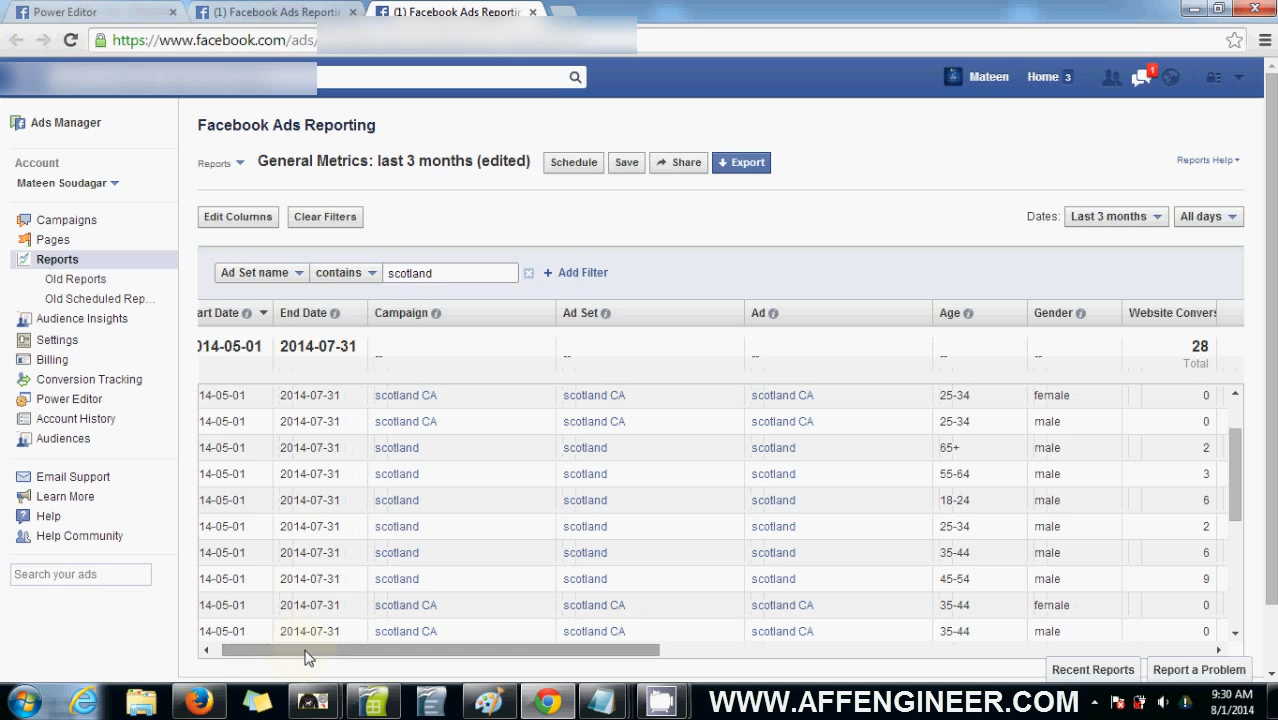 Power Editor
(1) Facebook Ads Reportin
(1) Facebook Ads Reportin
https://www.facebook.com/ads/
Mateen
Home 3
1
Ads Manager
Account
Mateen Soudagar
Campaigns
Pages
Reports
Old Reports
Old Scheduled Rep...
Audience Insights
Settings
Billing
Conversion Tracking
Power Editor
Account History
Audiences
Email Support
Learn More
Help
Help Community
Search your ads
Facebook Ads Reporting
Reports General Metrics: last 3 months (edited) Schedule Save Share Export
Reports Help
Edit Columns Clear Filters
Dates: Last 3 months All days
Ad Set name contains scotland + Add Filter
art Date End Date Campaign Ad Set Ad Age Gender Website Convers
014-05-01 2014-07-31 -- -- -- -- -- 28
Total
14-05-01 2014-07-31 scotland CA scotland CA scotland CA 25-34 female 0
14-05-01 2014-07-31 scotland CA scotland CA scotland CA 25-34 male 0
14-05-01 2014-07-31 scotland scotland scotland 65+ male 2
14-05-01 2014-07-31 scotland scotland scotland 55-64 male 3
14-05-01 2014-07-31 scotland scotland scotland 18-24 male 6
14-05-01 2014-07-31 scotland scotland scotland 25-34 male 2
14-05-01 2014-07-31 scotland scotland scotland 35-44 male 6
14-05-01 2014-07-31 scotland scotland scotland 45-54 male 9
14-05-01 2014-07-31 scotland CA scotland CA scotland CA 35-44 female 0
14-05-01 2014-07-31 scotland CA scotland CA scotland CA 35-44 male 0
Recent Reports Report a Problem
WWW.AFFENGINEER.COM
9:30 AM
8/1/2014